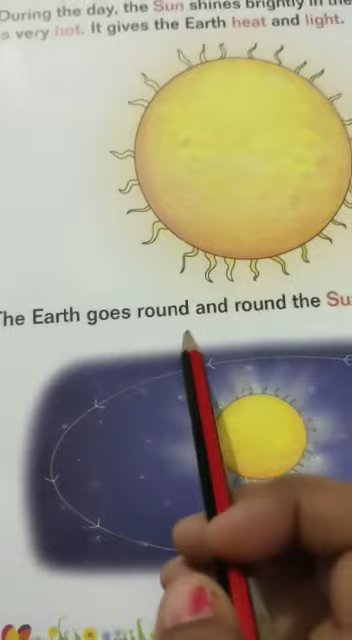 During the day, the Sun shines brightly in the
s very hot. It gives the Earth heat and light.
The Earth goes round and round the Su